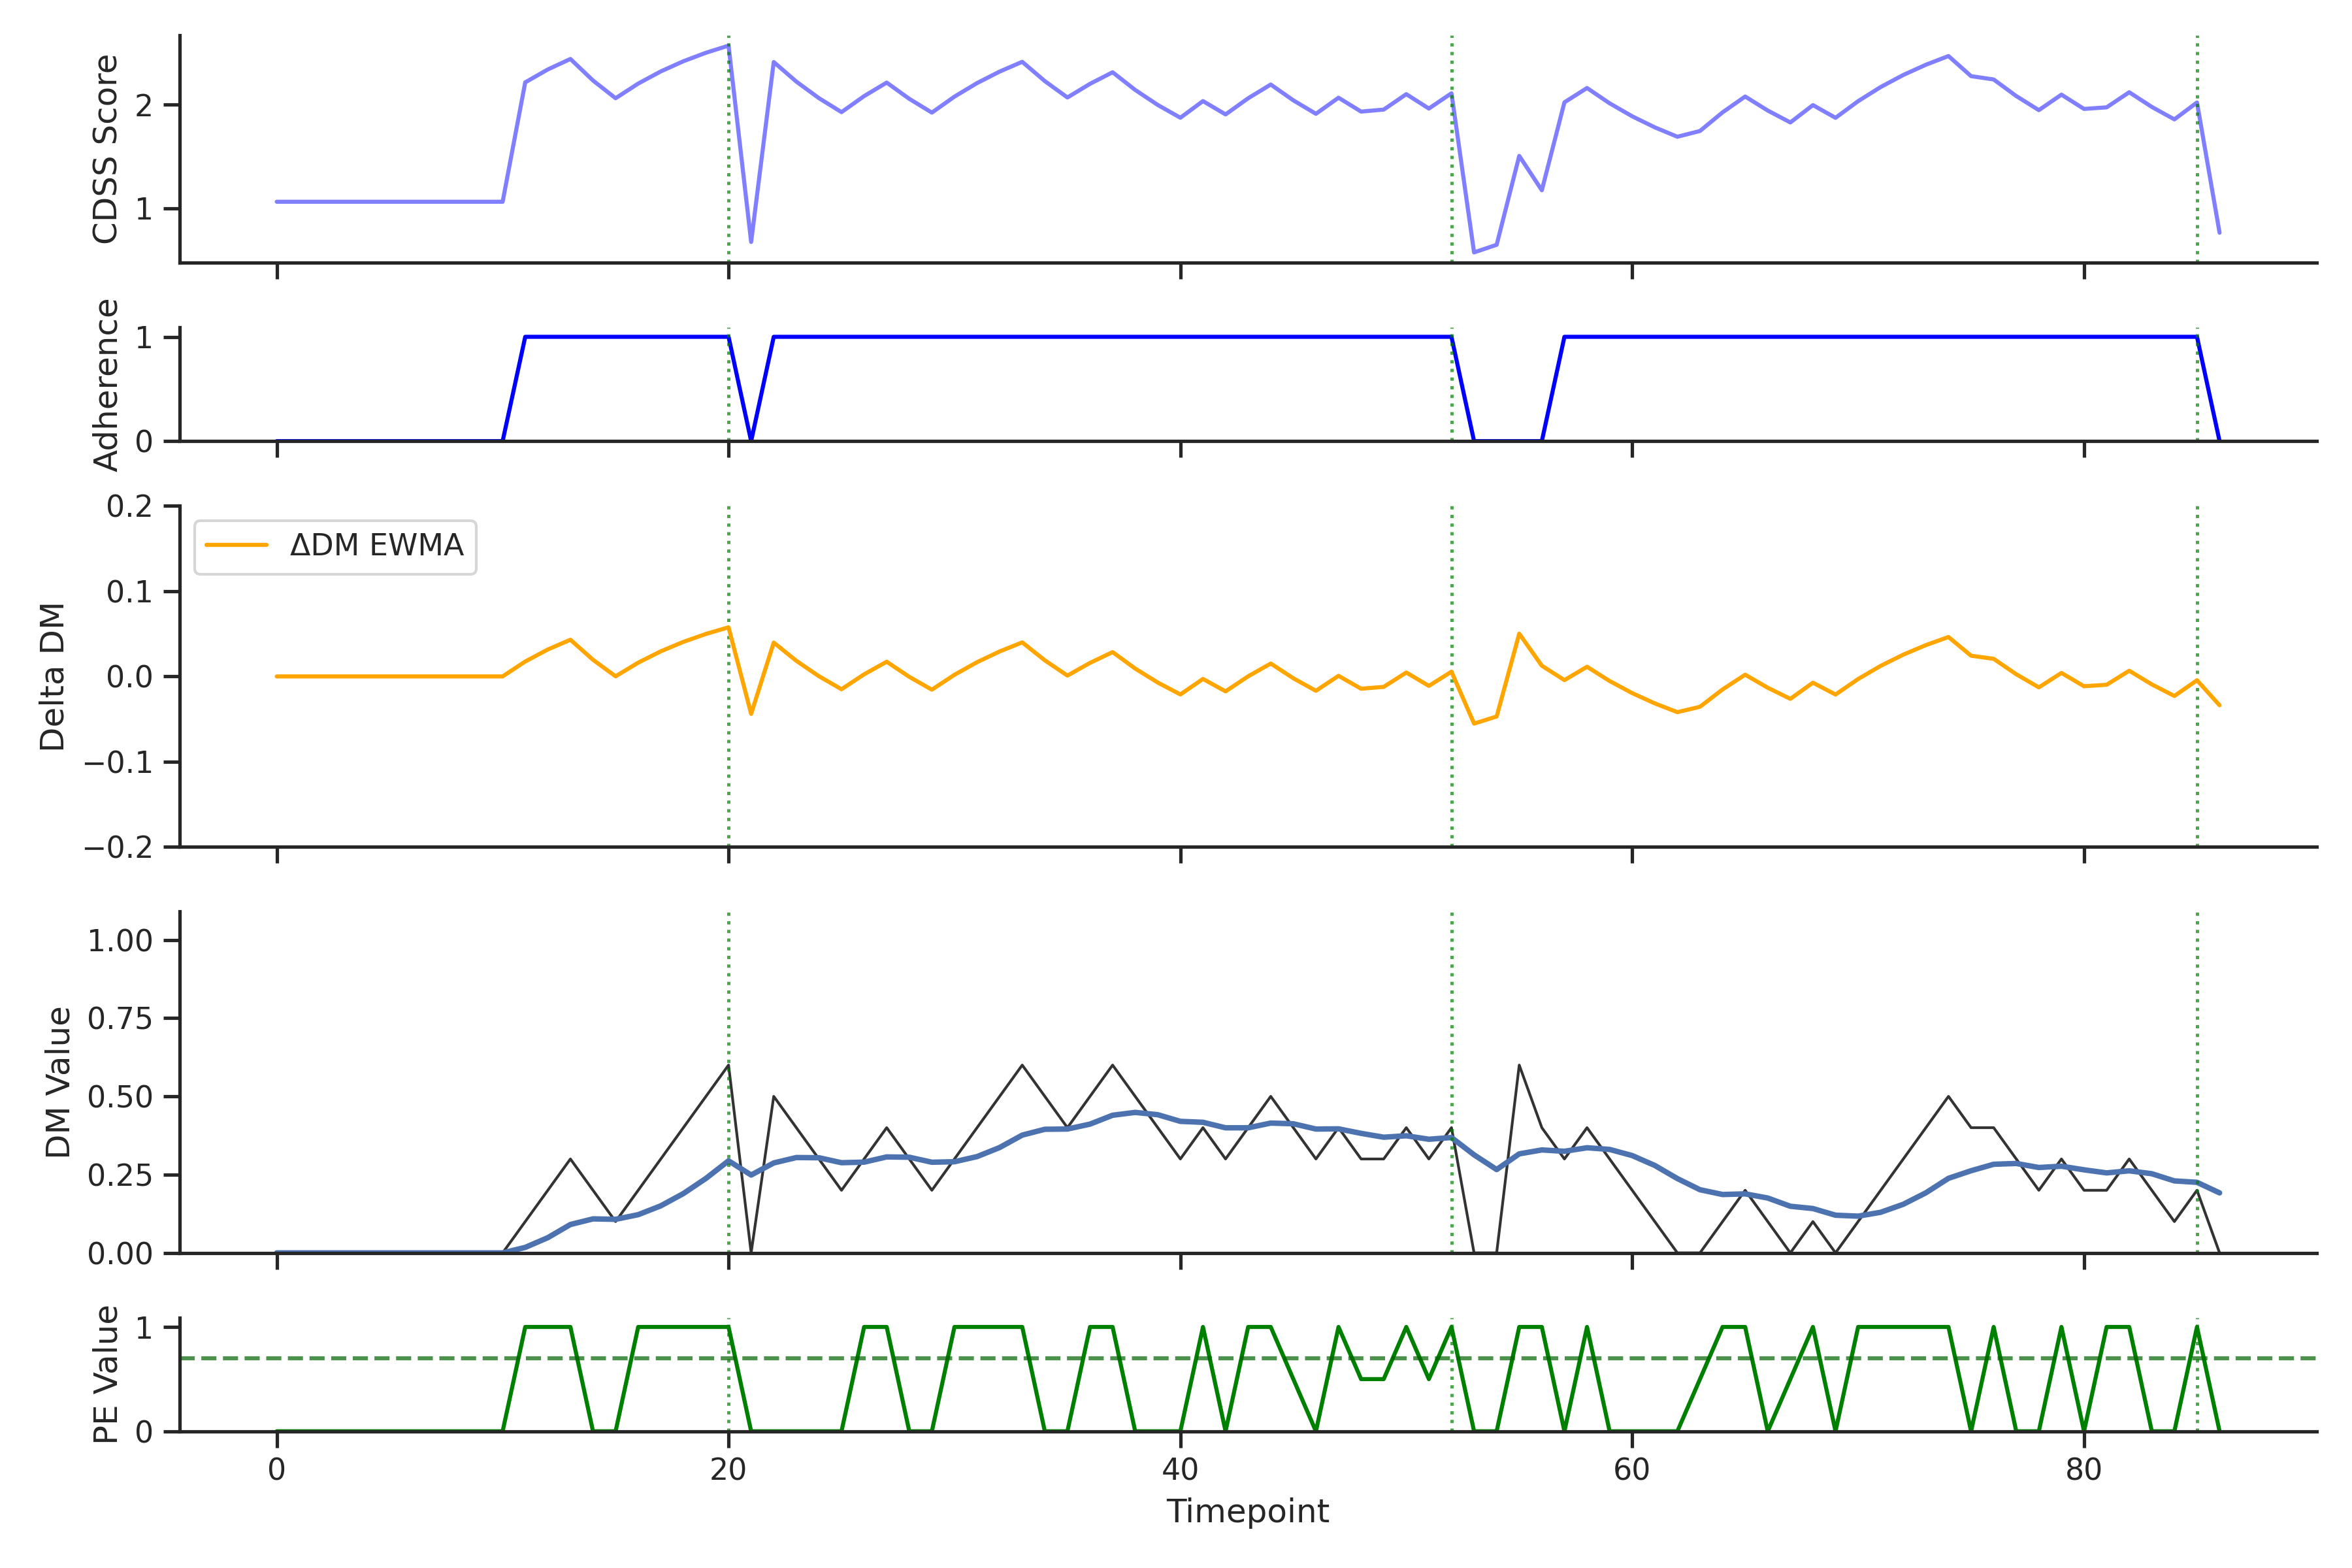 CDSS Score
2
1
Adherence
1
0
Delta DM
0.2
0.1
0.0
−0.1
−0.2
ΔDM EWMA
DM Value
1.00
0.75
0.50
0.25
0.00
PE Value
1
0
0 20 40 60 80
Timepoint